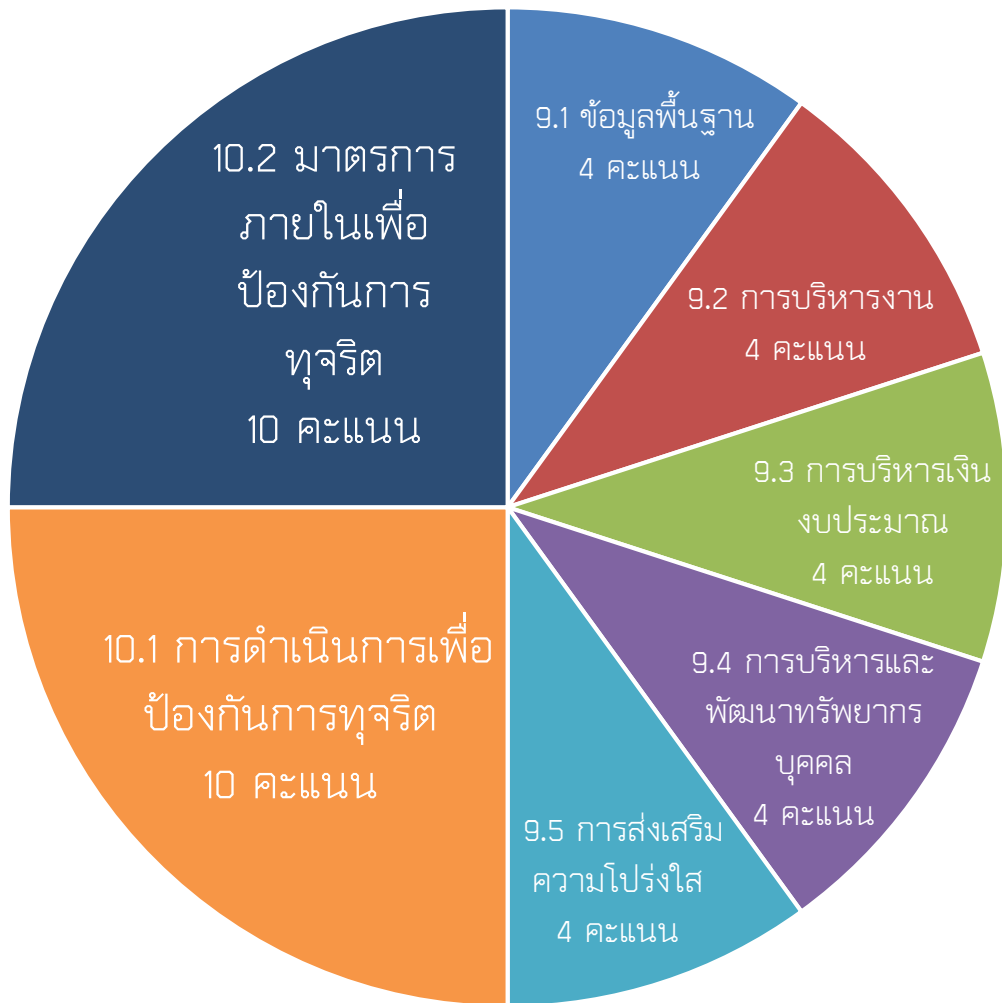 9.1 ข้อมูลพื้นฐาน
4 คะแนน
9.2 การบริหารงาน
4 คะแนน
9.3 การบริหารเงิน
งบประมาณ
4 คะแนน
9.4 การบริหารและ
พัฒนาทรัพยากร
บุคคล
4 คะแนน
9.5 การส่งเสริม
ความโปร่งใส
4 คะแนน
10.1 การดำเนินการเพื่อ
ป้องกันการทุจริต
10 คะแนน
10.2 มาตรการ
ภายในเพื่อ
ป้องกันการ
ทุจริต
10 คะแนน